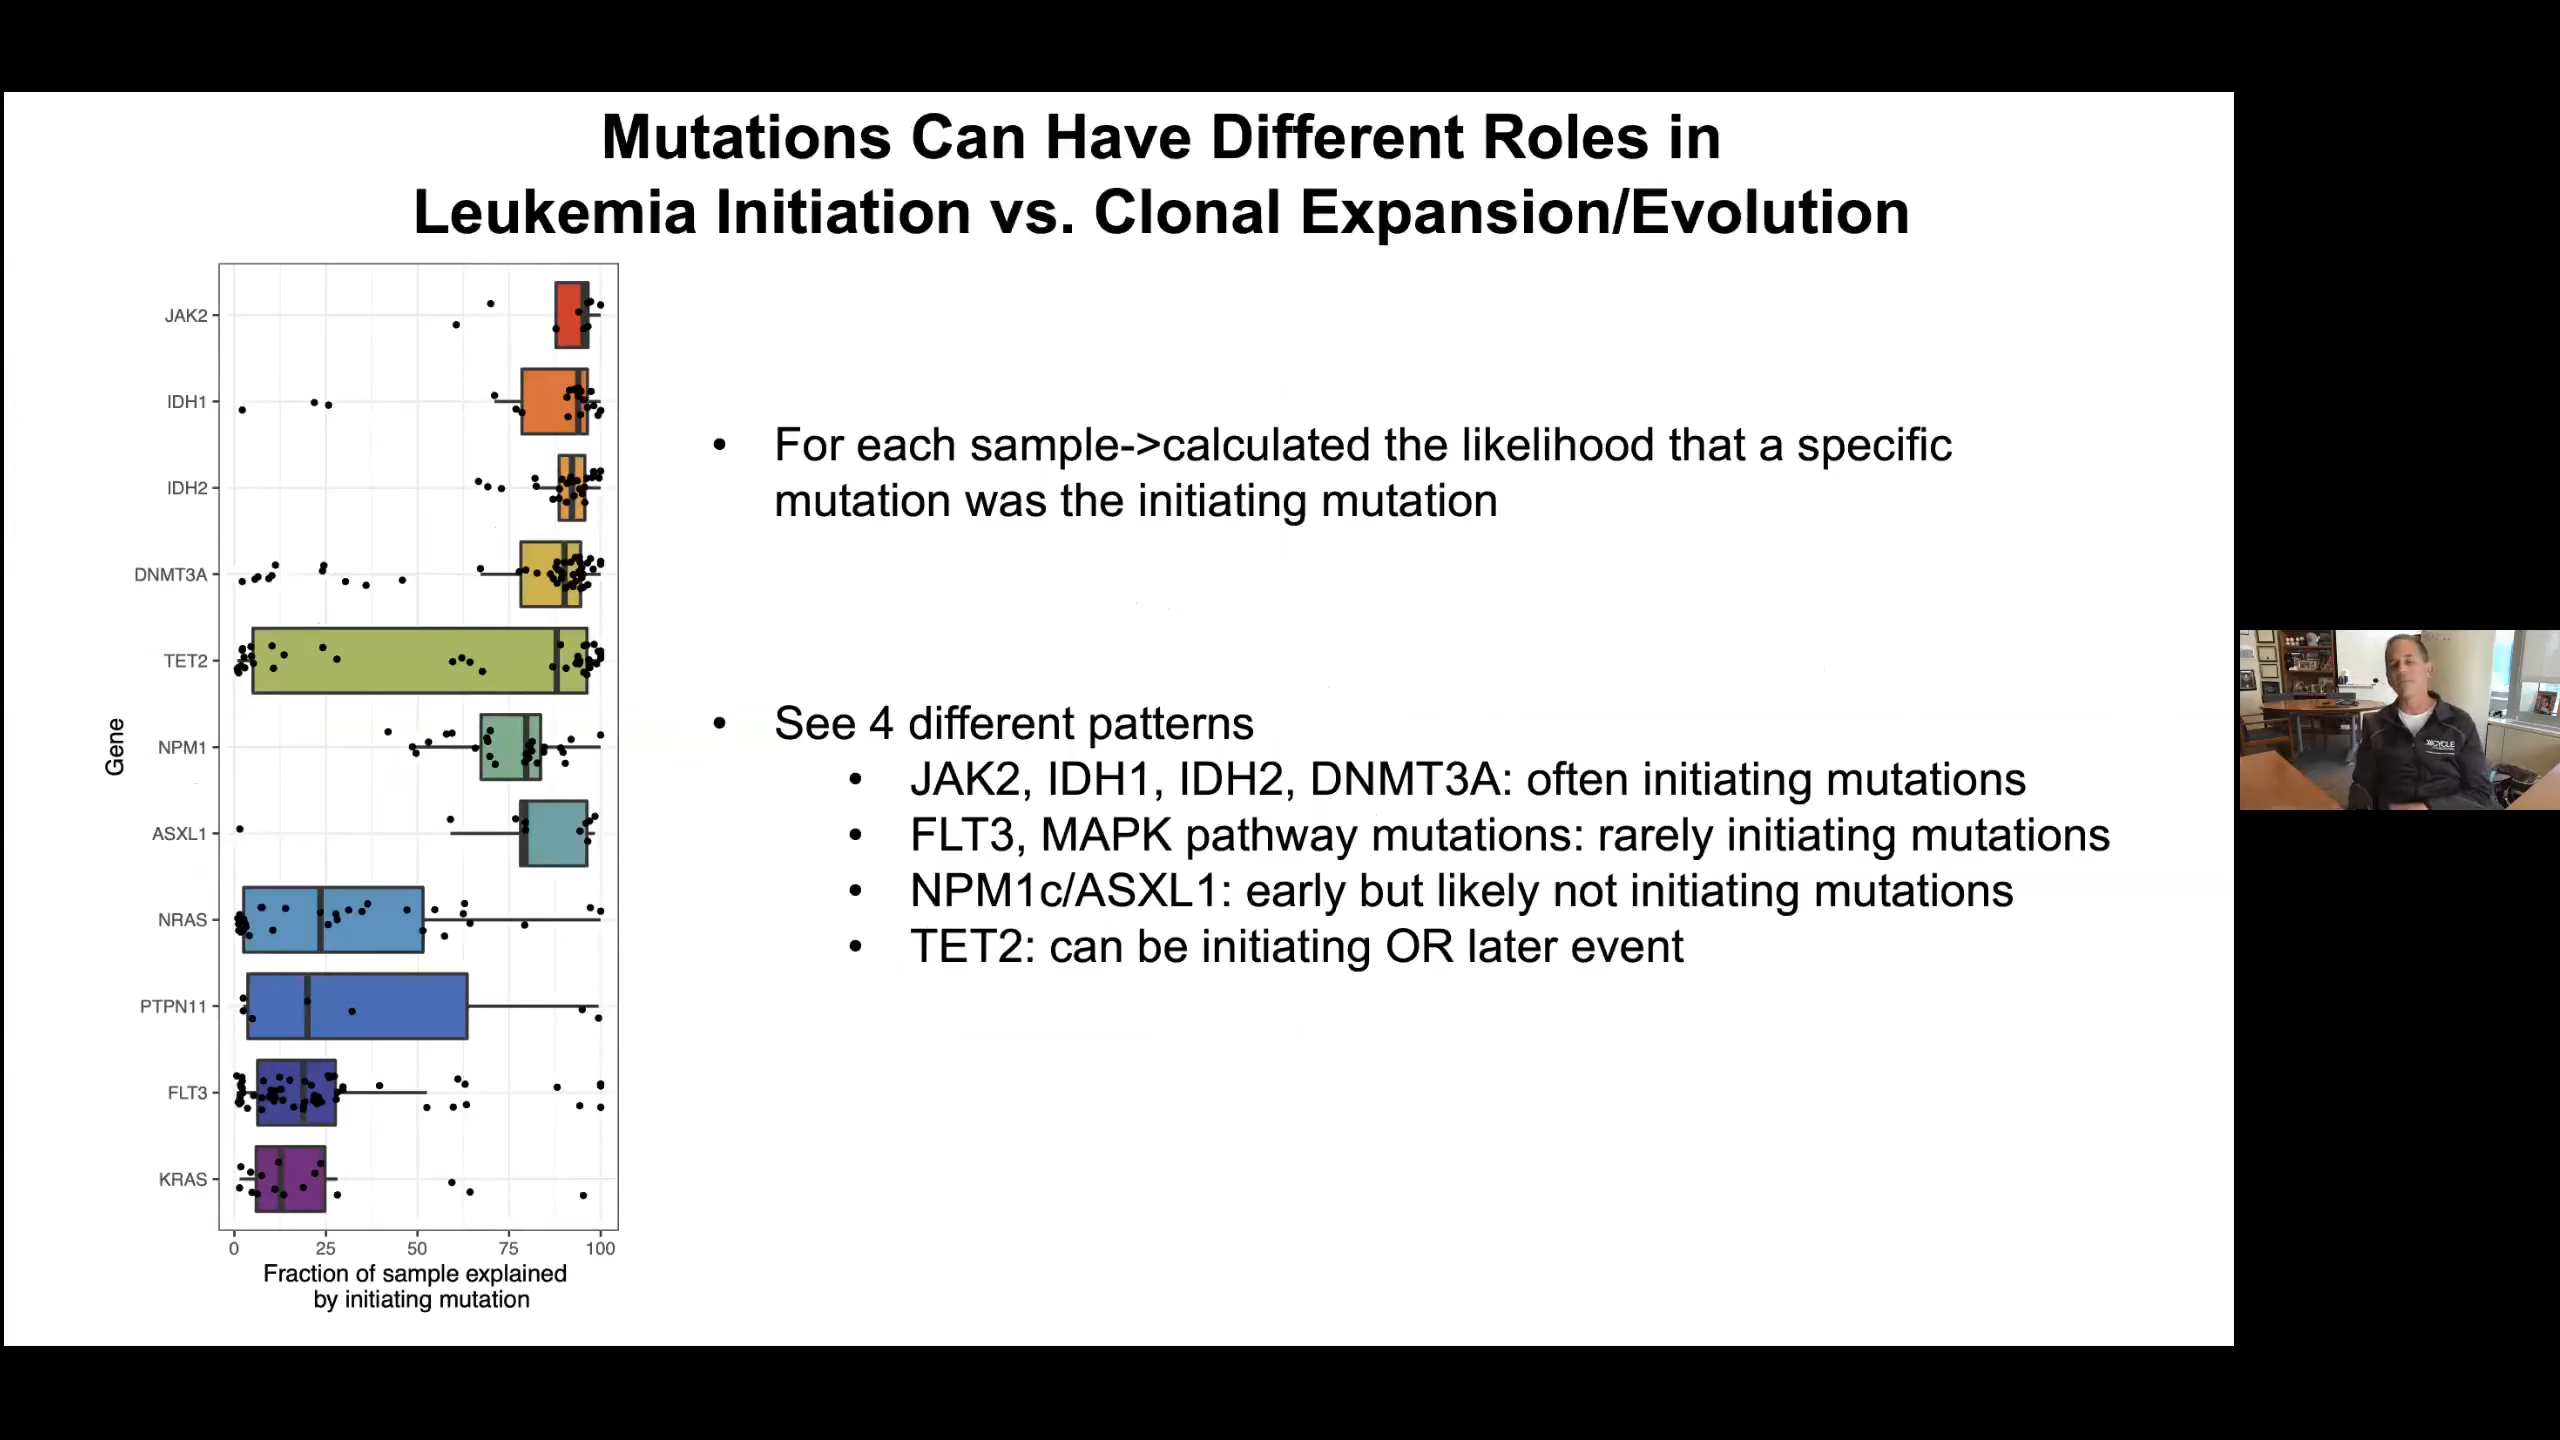 Mutations Can Have Different Roles in
Leukemia Initiation vs. Clonal Expansion/Evolution
JAK2
IDH1
IDH2
DNMT3A
TET2
NPM1
ASXL1
NRAS
PTPN11
FLT3
KRAS
Gene
0 25 50 75 100
Fraction of sample explained
by initiating mutation
• For each sample->calculated the likelihood that a specific
mutation was the initiating mutation
• See 4 different patterns
• JAK2, IDH1, IDH2, DNMT3A: often initiating mutations
• FLT3, MAPK pathway mutations: rarely initiating mutations
• NPM1c/ASXL1: early but likely not initiating mutations
• TET2: can be initiating OR later event
CYCLE